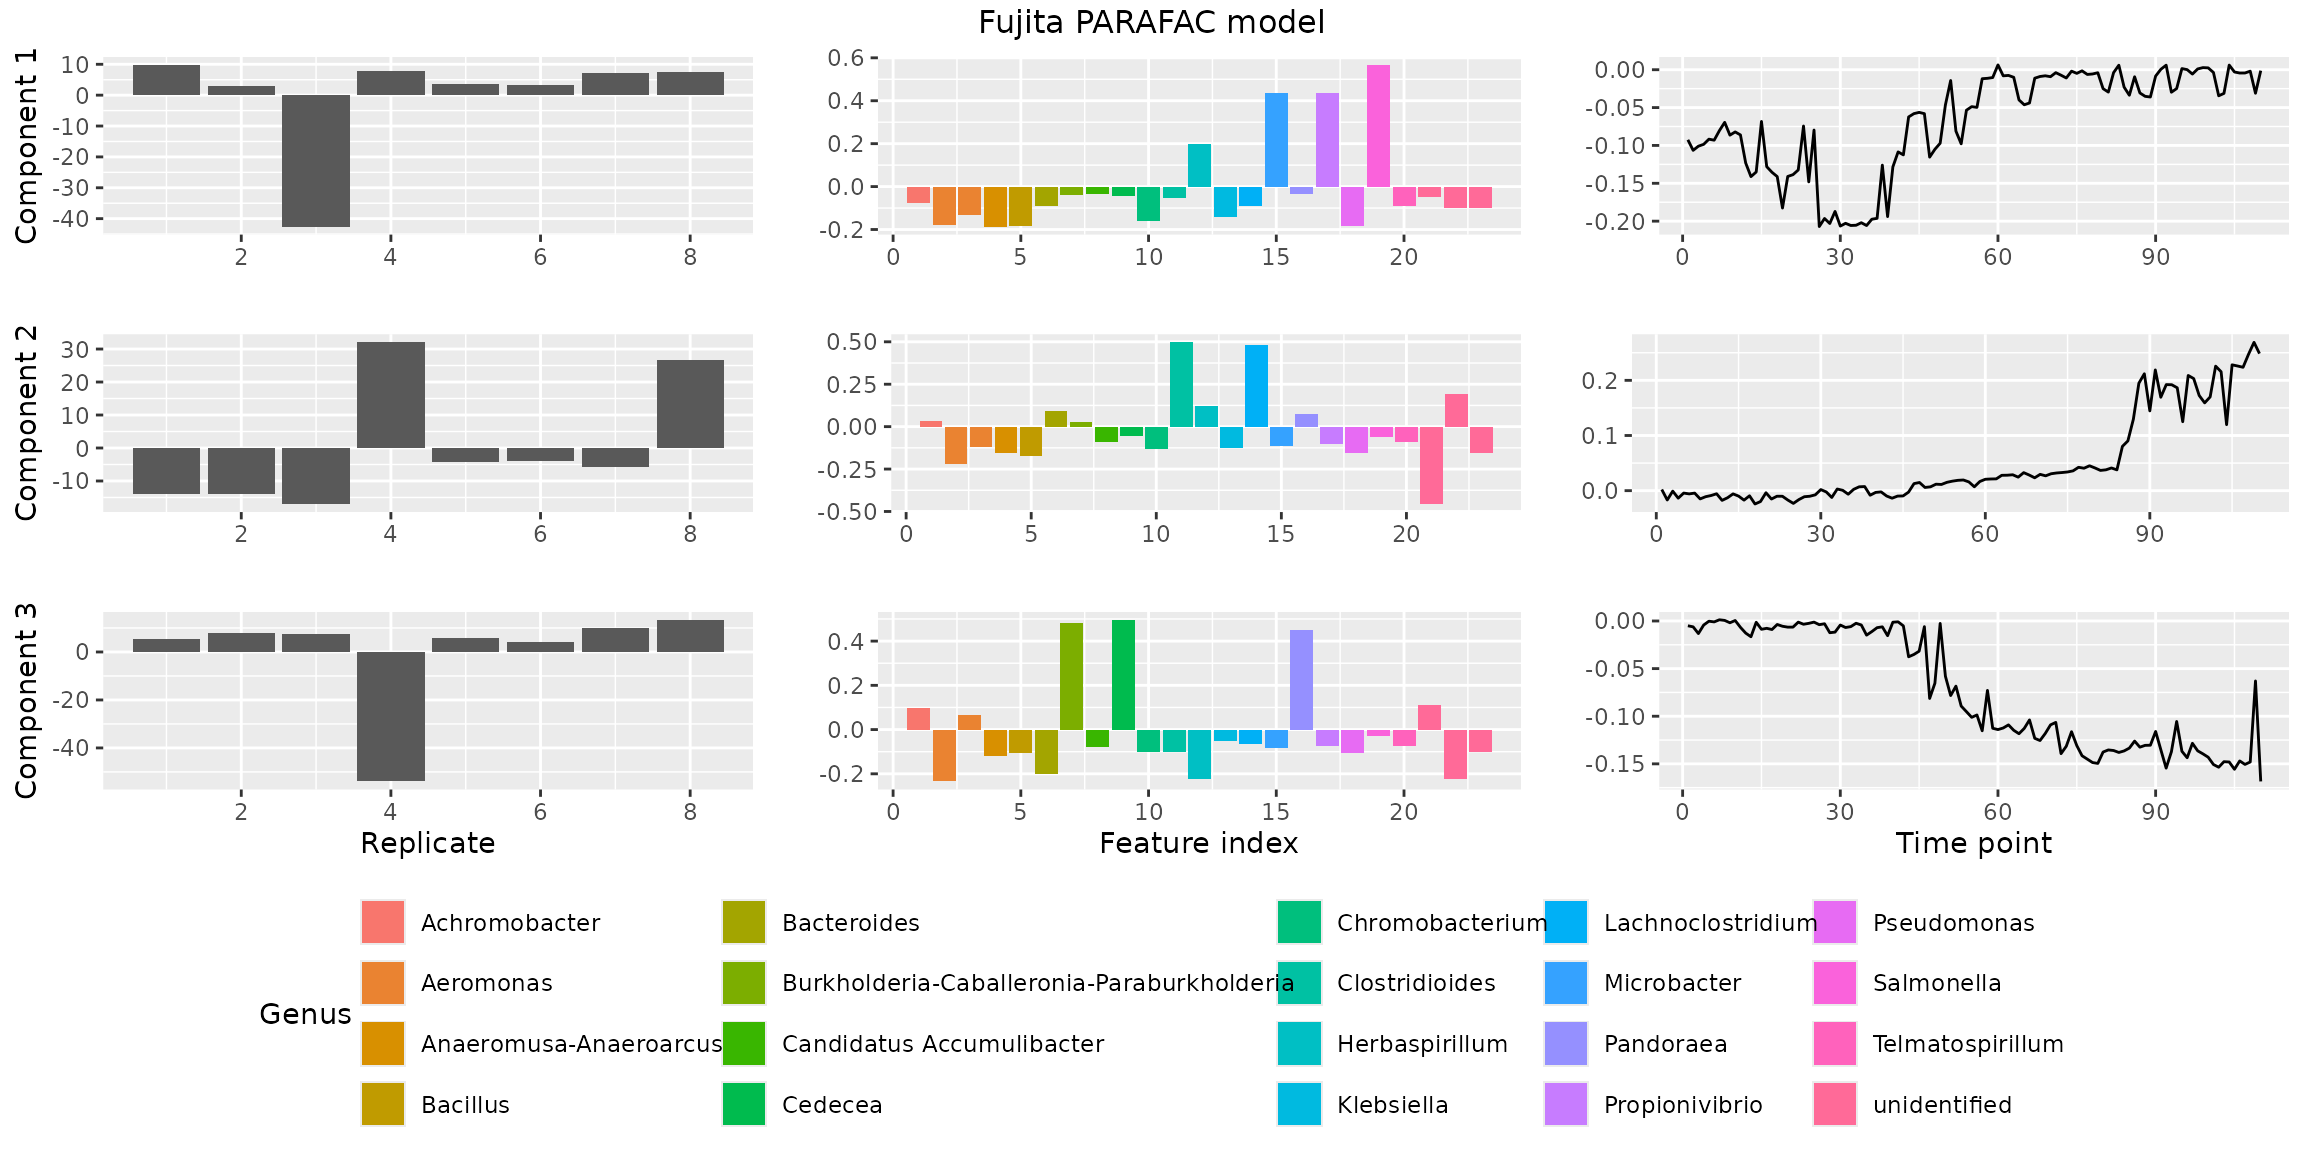 Fujita PARAFAC model
Component 1
10
0
-10
-20
-30
-40
2 4 6 8
0.6
0.4
0.2
0.0
-0.2
0 5 10 15 20
0.00
-0.05
-0.10
-0.15
-0.20
0 30 60 90
Component 2
30
20
10
0
-10
2 4 6 8
0.50
0.25
0.00
-0.25
-0.50
0 5 10 15 20
0.2
0.1
0.0
0 30 60 90
Component 3
0
-20
-40
2 4 6 8
Replicate
0.4
0.2
0.0
-0.2
0 5 10 15 20
Feature index
0.00
-0.05
-0.10
-0.15
0 30 60 90
Time point
Genus
Achromobacter
Aeromonas
Anaeromusa-Anaeroarcus
Bacillus
Bacteroides
Burkholderia-Caballeronia-Paraburkholderia
Candidatus Accumulibacter
Cedecea
Chromobacterium
Clostridioides
Herbaspirillum
Klebsiella
Lachnoclostridium
Microbacter
Pandoraea
Propionivibrio
Pseudomonas
Salmonella
Telmatospirillum
unidentified